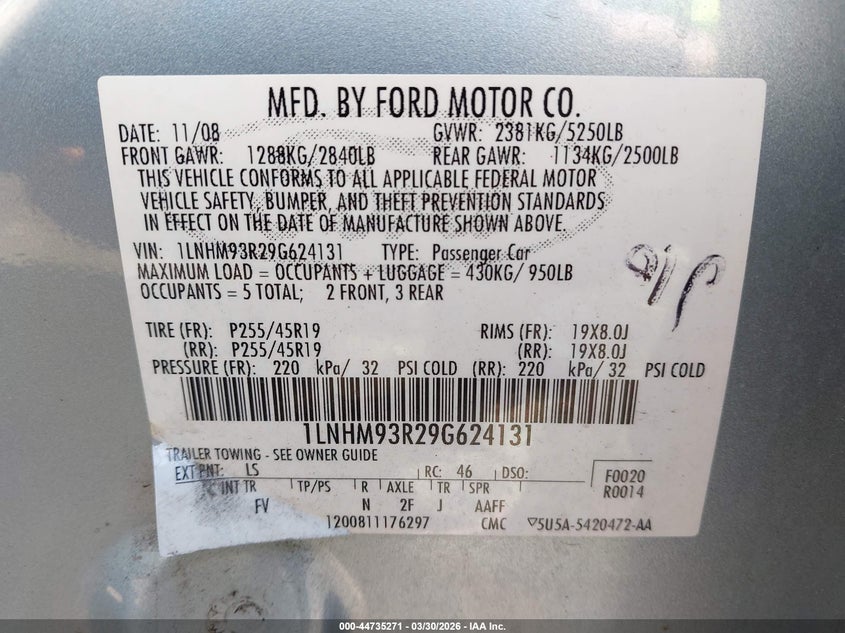 MFD. BY FORD MOTOR CO.
DATE: 11/08 GVWR: 2381KG/5250LB
FRONT GAWR: 1288KG/2840LB REAR GAWR: 1134KG/2500LB
THIS VEHICLE CONFORMS TO ALL APPLICABLE FEDERAL MOTOR
VEHICLE SAFETY, BUMPER, AND THEFT PREVENTION STANDARDS
IN EFFECT ON THE DATE OF MANUFACTURE SHOWN ABOVE.
VIN: 1LNHM93R29G624131 TYPE: Passenger Car
MAXIMUM LOAD = OCCUPANTS + LUGGAGE = 430KG/ 950LB
OCCUPANTS = 5 TOTAL; 2 FRONT, 3 REAR
TIRE (FR): P255/45R19 RIMS (FR): 19X8.0J
(RR): P255/45R19 (RR): 19X8.0J
PRESSURE (FR): 220 kPa/ 32 PSI COLD (RR): 220 kPa/ 32 PSI COLD
1LNHM93R29G624131
TRAILER TOWING - SEE OWNER GUIDE
EXT PNT: LS RC: 46 DSO: F0020
INT TR TP/PS R AXLE TR SPR R0014
FV N 2F J AAFF
1200811176297 CMC ▽5U5A-5420472-AA
000-44735271 - 03/30/2026 - IAA Inc.